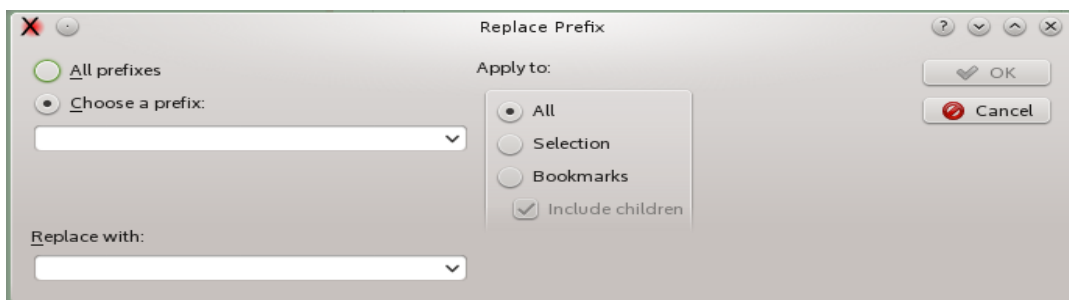 Replace Prefix
All prefixes
Choose a prefix:
Replace with:
Apply to:
All
Selection
Bookmarks
Include children
OK
Cancel